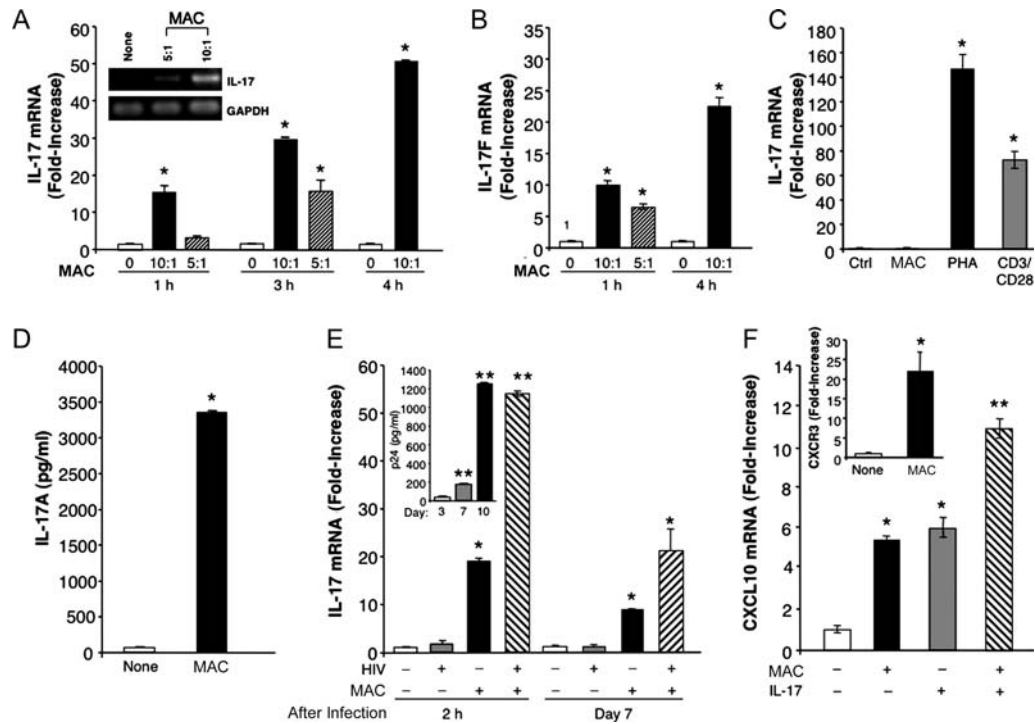 A
IL-17 mRNA
(Fold-Increase)
60
50
40
30
20
10
0
None
MAC
5:1
10:1
IL-17
GAPDH
*
*
*
*
0 10:1 5:1 0 10:1 5:1 0 10:1
MAC
1 h 3 h 4 h
B
IL-17F mRNA
(Fold-Increase)
35
30
25
20
15
10
5
0
1
*
*
*
0 10:1 5:1 0 10:1
MAC
1 h 4 h
C
IL-17 mRNA
(Fold-Increase)
180
160
140
120
100
80
60
40
20
0
*
*
Ctrl MAC PHA CD3/
CD28
D
IL-17A (pg/ml)
4000
3500
3000
2500
2000
1500
1000
500
0
*
None MAC
E
IL-17 mRNA (Fold-Increase)
60
50
40
30
20
10
0
p24 (pg/ml)
1400
1200
1000
800
600
400
200
0
**
**
Day: 3 7 10
*
**
*
*
HIV – + – + – + – +
MAC – – + + – – + +
After Infection 2 h Day 7
F
CXCL10 mRNA (Fold-Increase)
14
12
10
8
6
4
2
0
CXCR3 (Fold-Increase)
30
25
20
15
10
5
0
*
None MAC
*
*
**
MAC – + – +
IL-17 – – + +